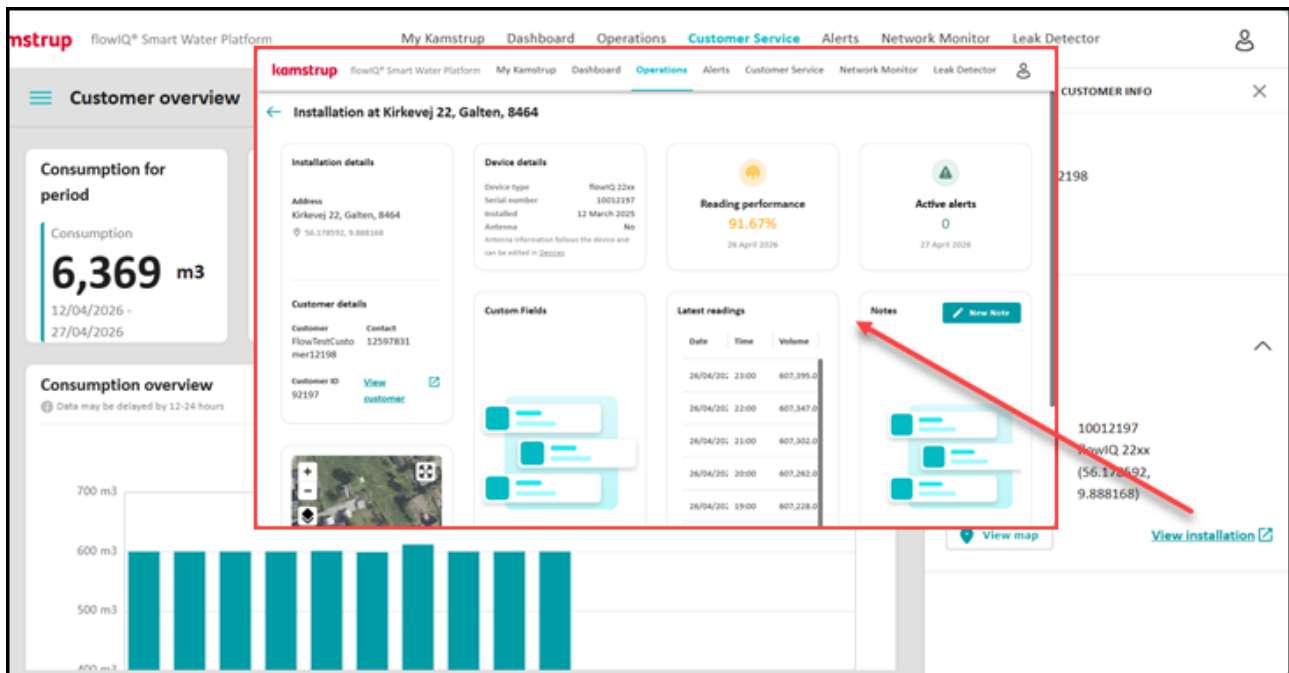 mstrup flowIQ® Smart Water Platform My Kamstrup Dashboard Operations Customer Service Alerts Network Monitor Leak Detector
Customer overview
Consumption for
period
Consumption
6,369 m3
12/04/2026 -
27/04/2026
Consumption overview
Data may be delayed by 12-24 hours
700 m3
600 m3
500 m3
400 m3
kamstrup flowIQ® Smart Water Platform My Kamstrup Dashboard Operations Alerts Customer Service Network Monitor Leak Detector
Installation at Kirkevej 22, Galten, 8464
Installation details
Address
Kirkevej 22, Galten, 8464
56.178592, 9.888168
Customer details
Customer Contact
FlowTestCusto 12597831
mer12198
Customer ID View
92197 customer
+
−
Device details
Device type flowIQ 22xx
Serial number 10012197
Installed 12 March 2025
Antenna No
Antenna information follows the device and
can be edited in Devices
Reading performance
91.67%
26 April 2026
Active alerts
0
27 April 2026
Custom Fields
Latest readings
Date Time Volume
26/04/20 23:00 607,395.0
26/04/20 22:00 607,347.0
26/04/20 21:00 607,302.0
26/04/20 20:00 607,262.0
26/04/20 19:00 607,228.0
Notes New Note
CUSTOMER INFO
2198
10012197
flowIQ 22xx
(56.178592,
9.888168)
View map View installation